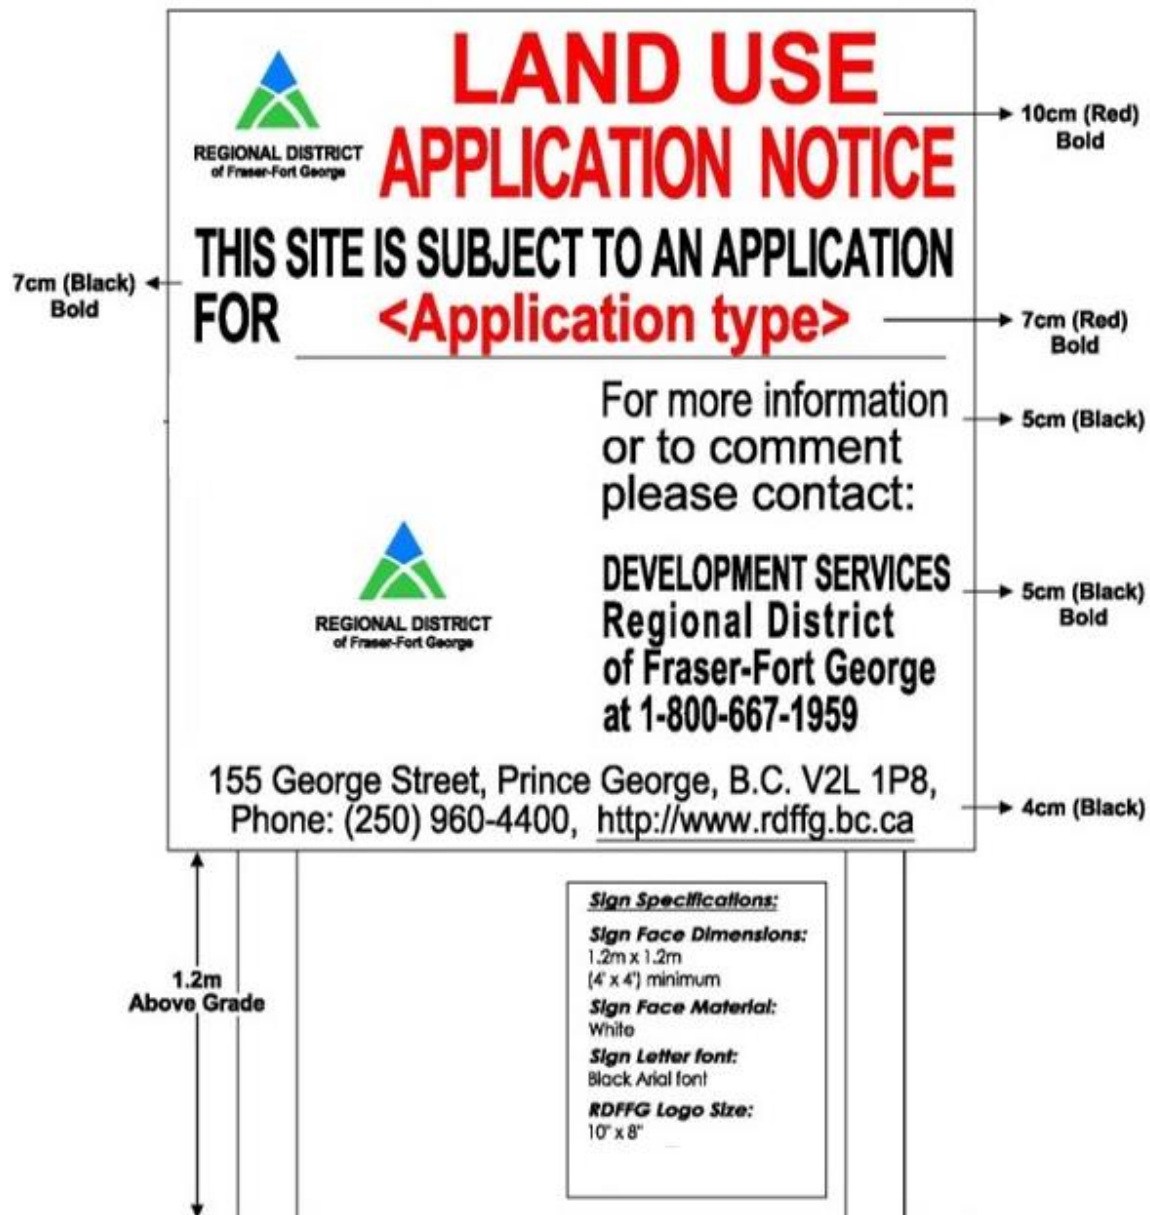 LAND USE
APPLICATION NOTICE
REGIONAL DISTRICT
of Fraser-Fort George
10cm (Red)
Bold
THIS SITE IS SUBJECT TO AN APPLICATION
FOR <Application type>
7cm (Black)
Bold
7cm (Red)
Bold
For more information
or to comment
please contact:
5cm (Black)
REGIONAL DISTRICT
of Fraser-Fort George
DEVELOPMENT SERVICES
Regional District
of Fraser-Fort George
at 1-800-667-1959
5cm (Black)
Bold
155 George Street, Prince George, B.C. V2L 1P8,
Phone: (250) 960-4400, http://www.rdffg.bc.ca
4cm (Black)
1.2m
Above Grade
Sign Specifications:
Sign Face Dimensions:
1.2m x 1.2m
(4' x 4') minimum
Sign Face Material:
White
Sign Letter font:
Black Arial font
RDFFG Logo Size:
10" x 8"